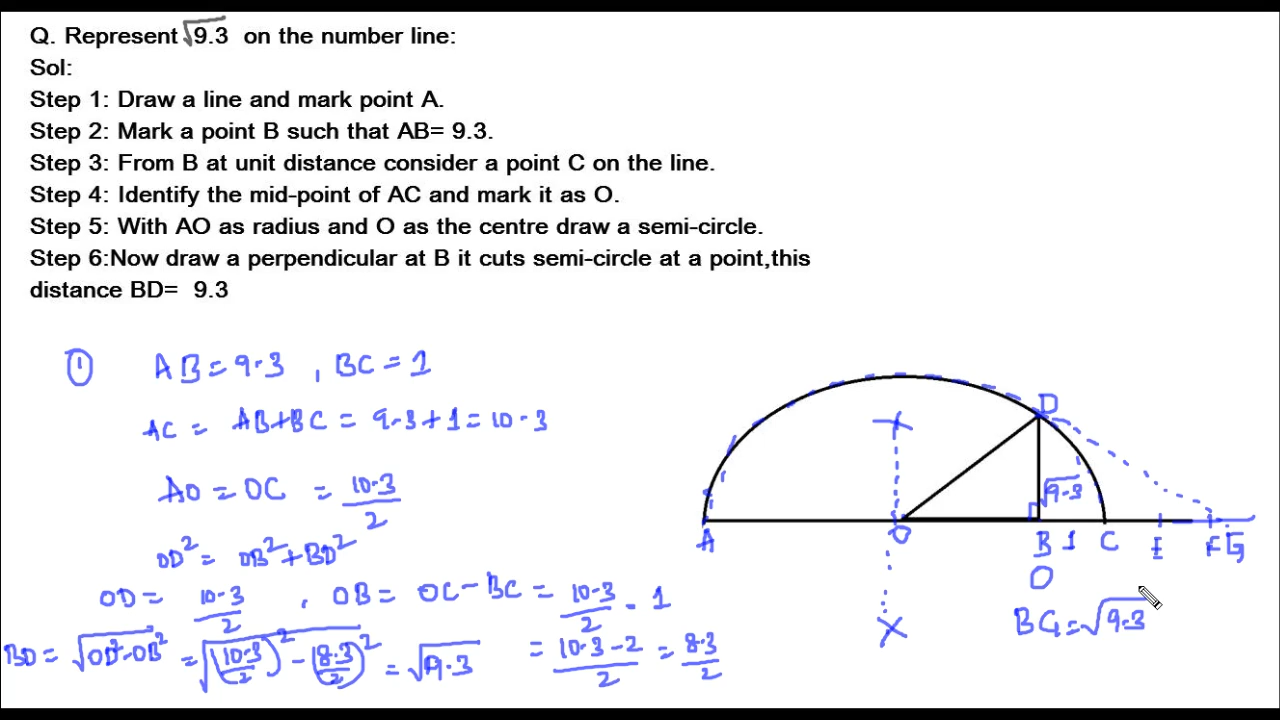 Q. Represent √9.3 on the number line:
Sol:
Step 1: Draw a line and mark point A.
Step 2: Mark a point B such that AB= 9.3.
Step 3: From B at unit distance consider a point C on the line.
Step 4: Identify the mid-point of AC and mark it as O.
Step 5: With AO as radius and O as the centre draw a semi-circle.
Step 6:Now draw a perpendicular at B it cuts semi-circle at a point,this
distance BD= 9.3
① AB = 9.3 , BC = 1
AC = AB+BC = 9.3+1 = 10.3
AO = OC = 10.3/2
OD² = OB²+BD²
OD = 10.3/2 , OB = OC - BC = 10.3/2 - 1
= 10.3-2/2 = 8.3/2
BD = √OD²-OB² = √(10.3/2)² - (8.3/2)² = √9.3
D
√9.3
A O B 1 C E F G
O
BG = √9.3